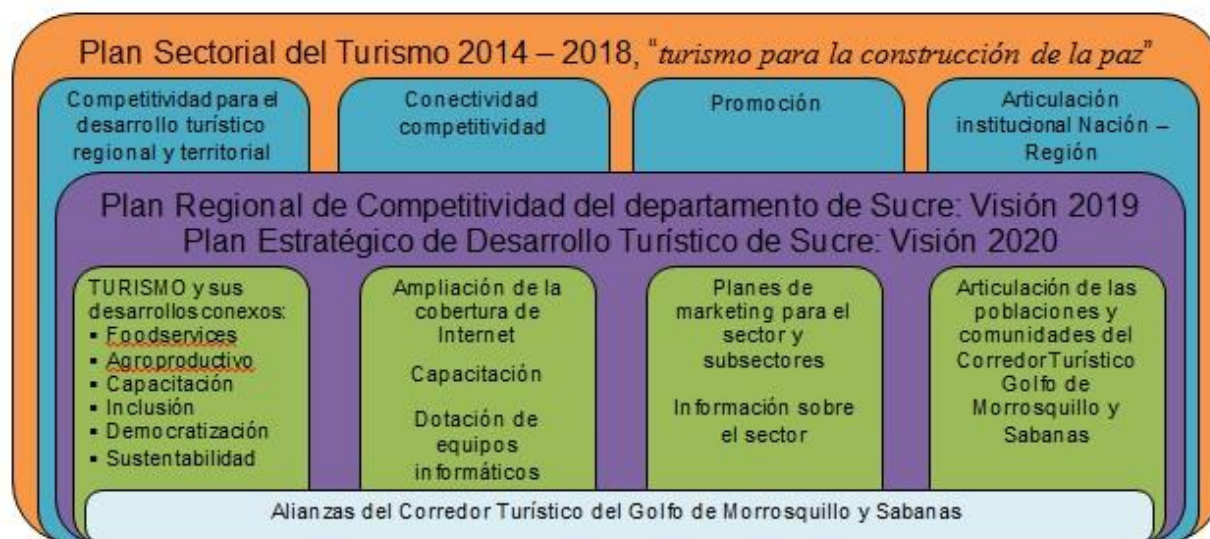 Plan Sectorial del Turismo 2014 – 2018, “turismo para la construcción de la paz”
Competitividad para el
desarrollo turístico
regional y territorial
Conectividad
competitividad
Promoción
Articulación
institucional Nación –
Región
Plan Regional de Competitividad del departamento de Sucre: Visión 2019
Plan Estratégico de Desarrollo Turístico de Sucre: Visión 2020
TURISMO y sus
desarrollos conexos:
▪ Foodservices
▪ Agroproductivo
▪ Capacitación
▪ Inclusión
▪ Democratización
▪ Sustentabilidad
Ampliación de la
cobertura de
Internet
Capacitación
Dotación de
equipos
informáticos
Planes de
marketing para el
sector y
subsectores
Información sobre
el sector
Articulación de las
poblaciones y
comunidades del
Corredor Turístico
Golfo de
Morrosquillo y
Sabanas
Alianzas del Corredor Turístico del Golfo de Morrosquillo y Sabanas